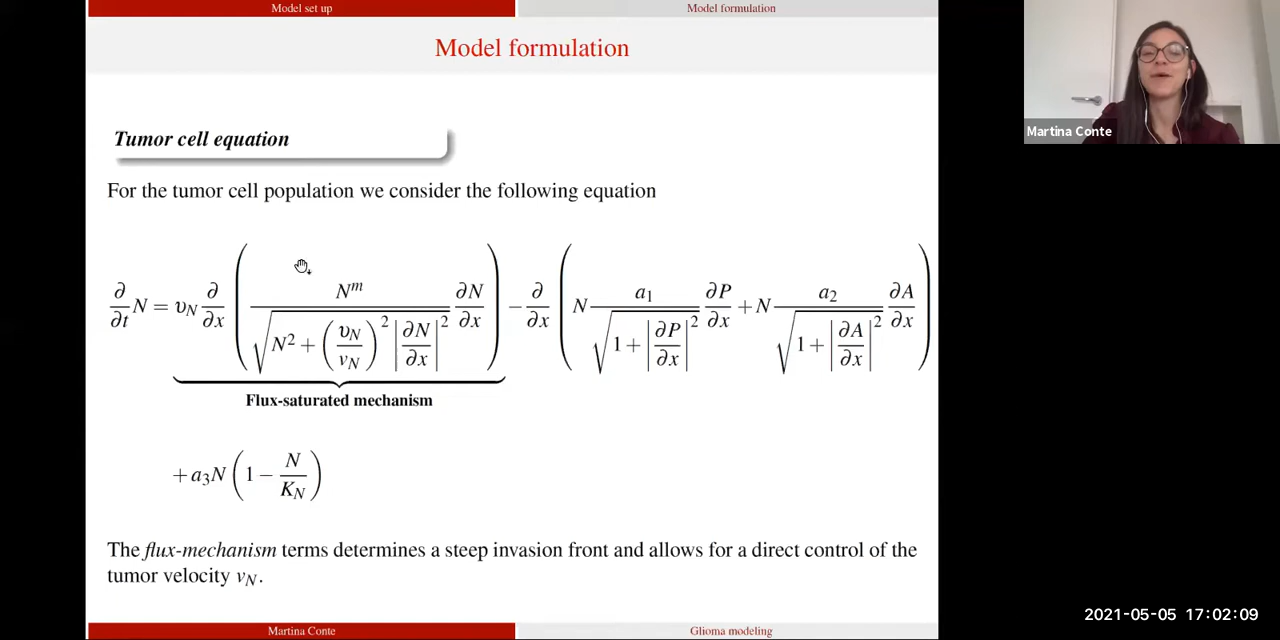 Model set up
Model formulation
Model formulation
Martina Conte
Tumor cell equation
For the tumor cell population we consider the following equation
∂/∂t N = υ_N ∂/∂x ( N^m / √(N² + (υ_N/v_N)² |∂N/∂x|²) ∂N/∂x ) − ∂/∂x ( N a₁ / √(1 + |∂P/∂x|²) ∂P/∂x + N a₂ / √(1 + |∂A/∂x|²) ∂A/∂x )
Flux-saturated mechanism
+ a₃N (1 − N/K_N)
The flux-mechanism terms determines a steep invasion front and allows for a direct control of the
tumor velocity v_N.
Martina Conte
Glioma modeling
2021-05-05 17:02:09